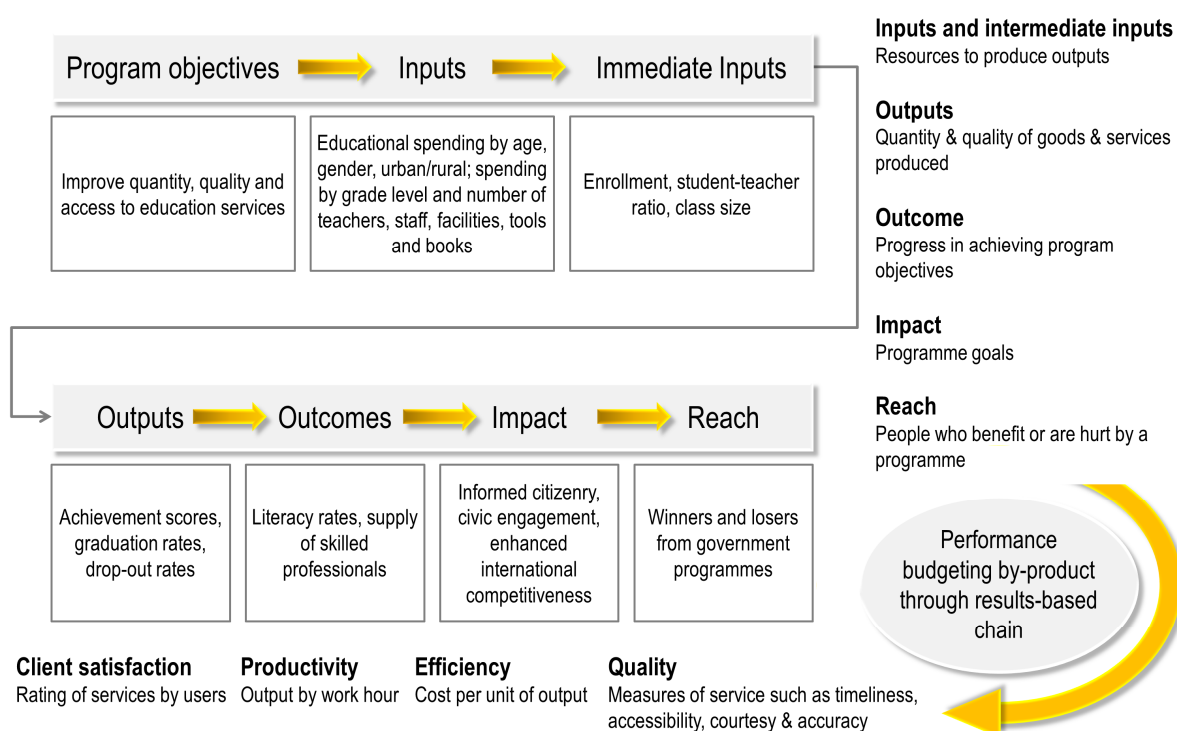 Program objectives
Inputs
Immediate Inputs
Improve quantity, quality and
access to education services
Educational spending by age,
gender, urban/rural; spending
by grade level and number of
teachers, staff, facilities, tools
and books
Enrollment, student-teacher
ratio, class size
Outputs
Outcomes
Impact
Reach
Achievement scores,
graduation rates,
drop-out rates
Literacy rates, supply
of skilled
professionals
Informed citizenry,
civic engagement,
enhanced
international
competitiveness
Winners and losers
from government
programmes
Inputs and intermediate inputs
Resources to produce outputs
Outputs
Quantity & quality of goods & services
produced
Outcome
Progress in achieving program
objectives
Impact
Programme goals
Reach
People who benefit or are hurt by a
programme
Performance
budgeting by-product
through results-based
chain
Client satisfaction
Rating of services by users
Productivity
Output by work hour
Efficiency
Cost per unit of output
Quality
Measures of service such as timeliness,
accessibility, courtesy & accuracy